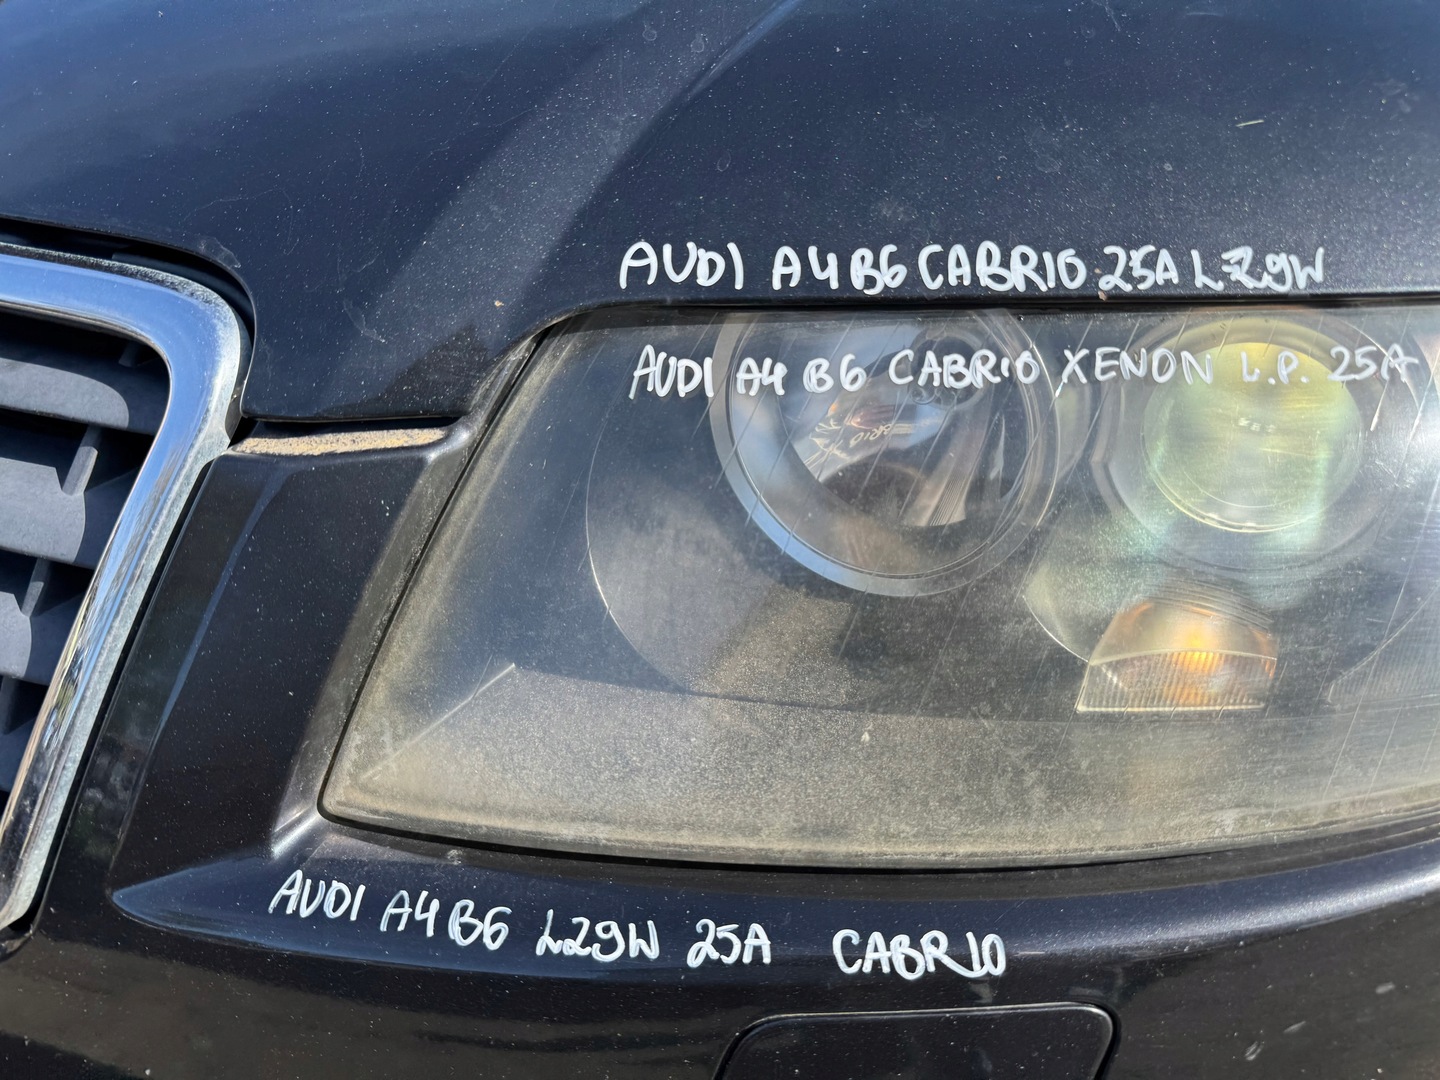 AUDI A4 B6 CABRIO 25A LZ9W
AUDI A4 B6 CABRIO XENON L.P. 25A
AUDI A4 B6 LZ9W 25A CABRIO